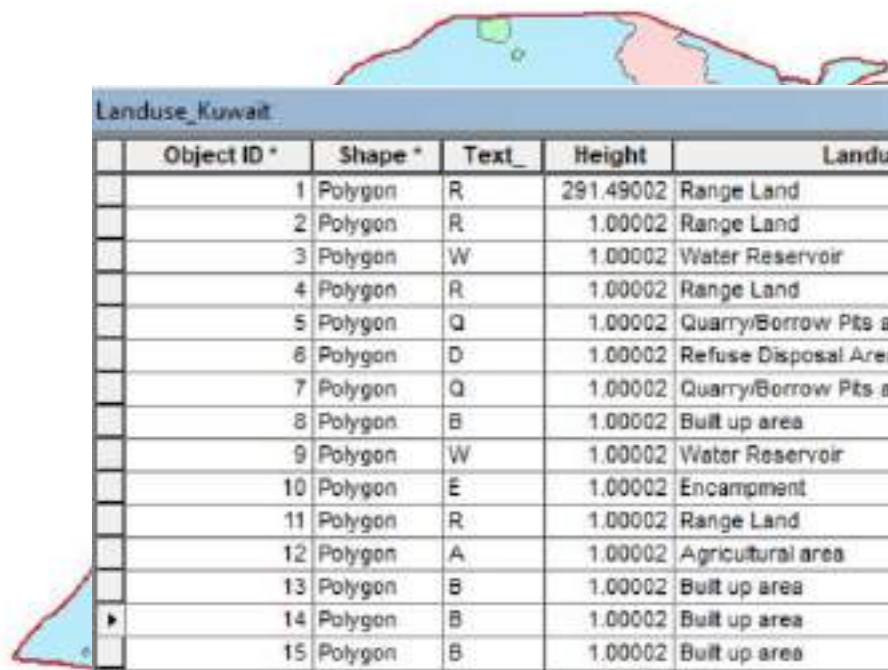 Landuse_Kuwait
Object ID * Shape * Text_ Height Landu
1 Polygon R 291.49002 Range Land
2 Polygon R 1.00002 Range Land
3 Polygon W 1.00002 Water Reservoir
4 Polygon R 1.00002 Range Land
5 Polygon Q 1.00002 Quarry/Borrow Pits a
6 Polygon D 1.00002 Refuse Disposal Area
7 Polygon Q 1.00002 Quarry/Borrow Pits a
8 Polygon B 1.00002 Built up area
9 Polygon W 1.00002 Water Reservoir
10 Polygon E 1.00002 Encampment
11 Polygon R 1.00002 Range Land
12 Polygon A 1.00002 Agricultural area
13 Polygon B 1.00002 Built up area
14 Polygon B 1.00002 Built up area
15 Polygon B 1.00002 Built up area